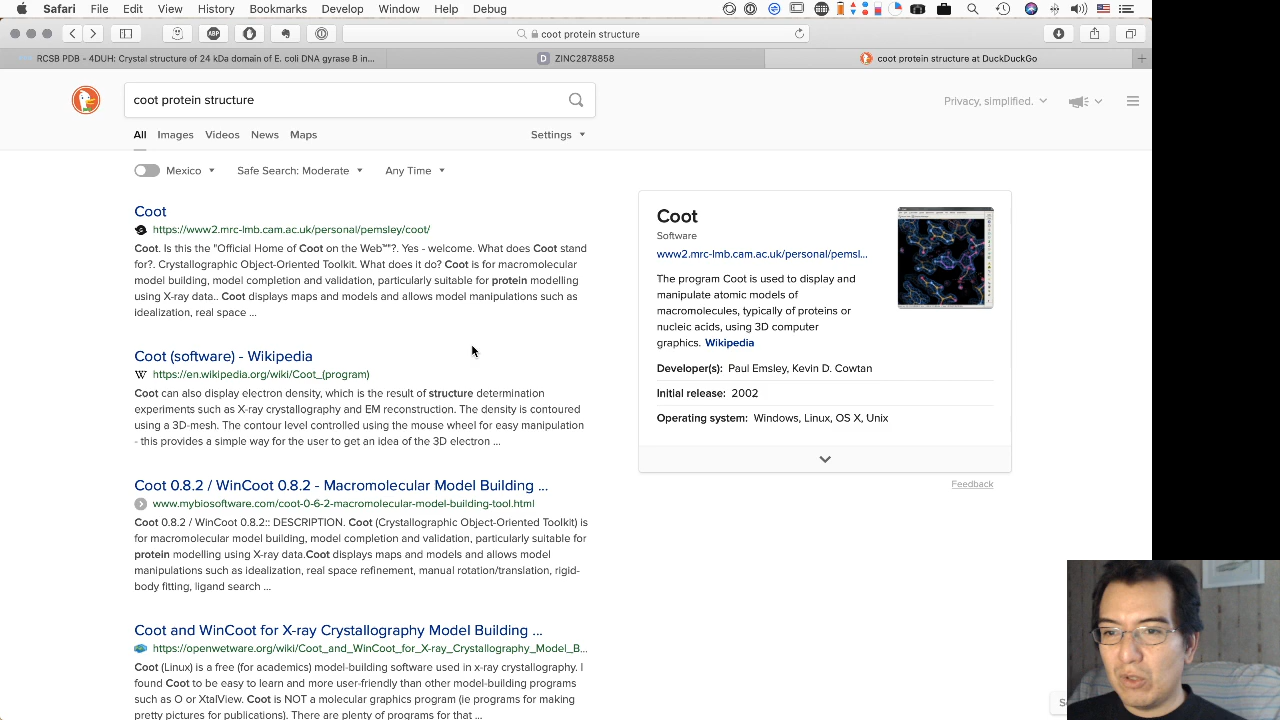 Safari File Edit View History Bookmarks Develop Window Help Debug
coot protein structure
RCSB PDB - 4DUH: Crystal structure of 24 kDa domain of E. coli DNA gyrase B in...
ZINC2878858
coot protein structure at DuckDuckGo
coot protein structure
Privacy, simplified.
All Images Videos News Maps
Settings
Mexico Safe Search: Moderate Any Time
Coot
https://www2.mrc-lmb.cam.ac.uk/personal/pemsley/coot/
Coot. Is this the "Official Home of Coot on the Web™"?. Yes - welcome. What does Coot stand
for?. Crystallographic Object-Oriented Toolkit. What does it do? Coot is for macromolecular
model building, model completion and validation, particularly suitable for protein modelling
using X-ray data.. Coot displays maps and models and allows model manipulations such as
idealization, real space ...
Coot (software) - Wikipedia
https://en.wikipedia.org/wiki/Coot_(program)
Coot can also display electron density, which is the result of structure determination
experiments such as X-ray crystallography and EM reconstruction. The density is contoured
using a 3D-mesh. The contour level controlled using the mouse wheel for easy manipulation
- this provides a simple way for the user to get an idea of the 3D electron ...
Coot 0.8.2 / WinCoot 0.8.2 - Macromolecular Model Building ...
www.mybiosoftware.com/coot-0-6-2-macromolecular-model-building-tool.html
Coot 0.8.2 / WinCoot 0.8.2:: DESCRIPTION. Coot (Crystallographic Object-Oriented Toolkit) is
for macromolecular model building, model completion and validation, particularly suitable for
protein modelling using X-ray data.Coot displays maps and models and allows model
manipulations such as idealization, real space refinement, manual rotation/translation, rigid-
body fitting, ligand search ...
Coot and WinCoot for X-ray Crystallography Model Building ...
https://openwetware.org/wiki/Coot_and_WinCoot_for_X-ray_Crystallography_Model_B...
Coot (Linux) is a free (for academics) model-building software used in x-ray crystallography. I
found Coot to be easy to learn and more user-friendly than other model-building programs
such as O or XtalView. Coot is NOT a molecular graphics program (ie programs for making
pretty pictures for publications). There are plenty of programs for that ...
Coot
Software
www2.mrc-lmb.cam.ac.uk/personal/pemsl...
The program Coot is used to display and
manipulate atomic models of
macromolecules, typically of proteins or
nucleic acids, using 3D computer
graphics. Wikipedia
Developer(s): Paul Emsley, Kevin D. Cowtan
Initial release: 2002
Operating system: Windows, Linux, OS X, Unix
Feedback